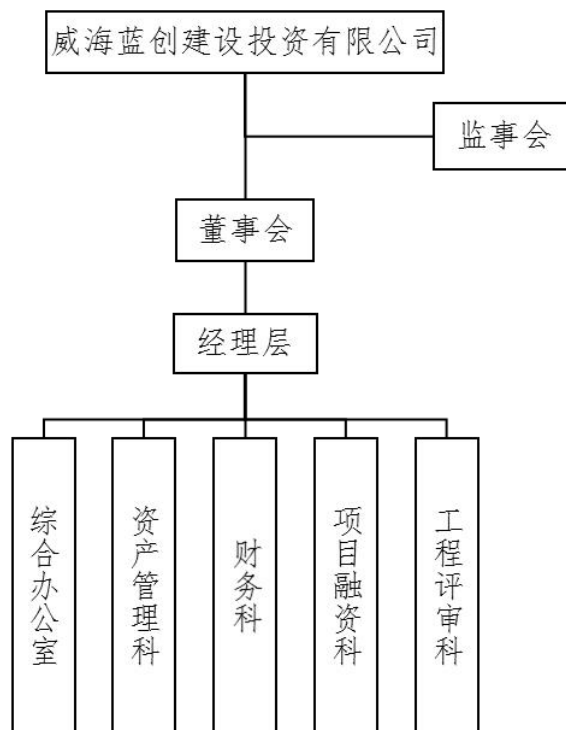 威海蓝创建设投资有限公司
监事会
董事会
经理层
综合办公室
资产管理科
财务科
项目融资科
工程评审科